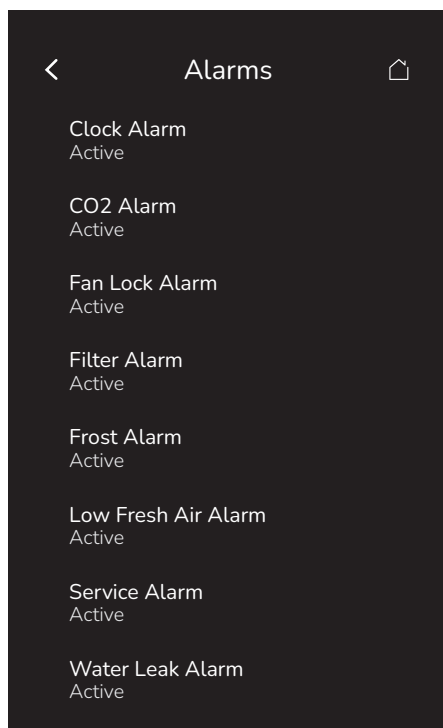 Alarms
Clock Alarm
Active
CO2 Alarm
Active
Fan Lock Alarm
Active
Filter Alarm
Active
Frost Alarm
Active
Low Fresh Air Alarm
Active
Service Alarm
Active
Water Leak Alarm
Active